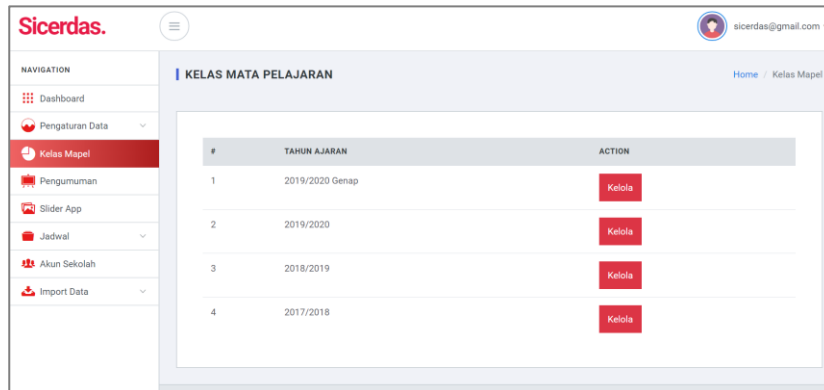 Sicerdas.
sicerdas@gmail.com
NAVIGATION
Dashboard
Pengaturan Data
Kelas Mapel
Pengumuman
Slider App
Jadwal
Akun Sekolah
Import Data
KELAS MATA PELAJARAN
Home / Kelas Mapel
# TAHUN AJARAN ACTION
1 2019/2020 Genap Kelola
2 2019/2020 Kelola
3 2018/2019 Kelola
4 2017/2018 Kelola